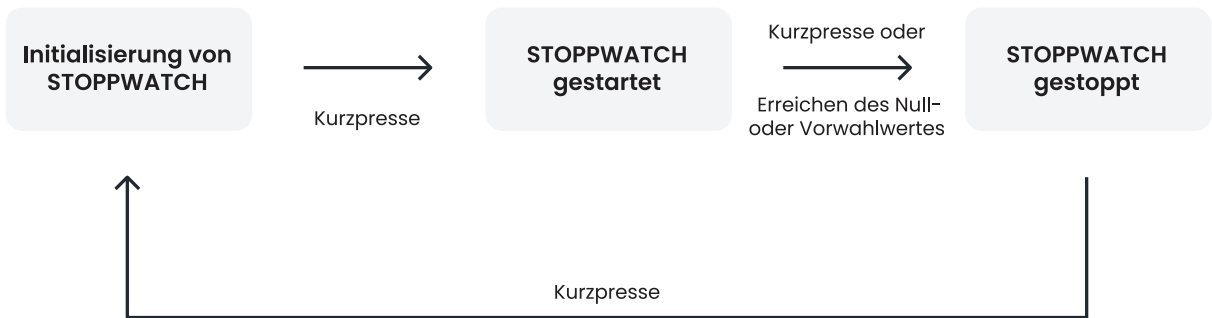 Initialisierung von
STOPPWATCH
Kurzpresse
STOPPWATCH
gestartet
Kurzpresse oder
Erreichen des Null-
oder Vorwahlwertes
STOPPWATCH
gestoppt
Kurzpresse